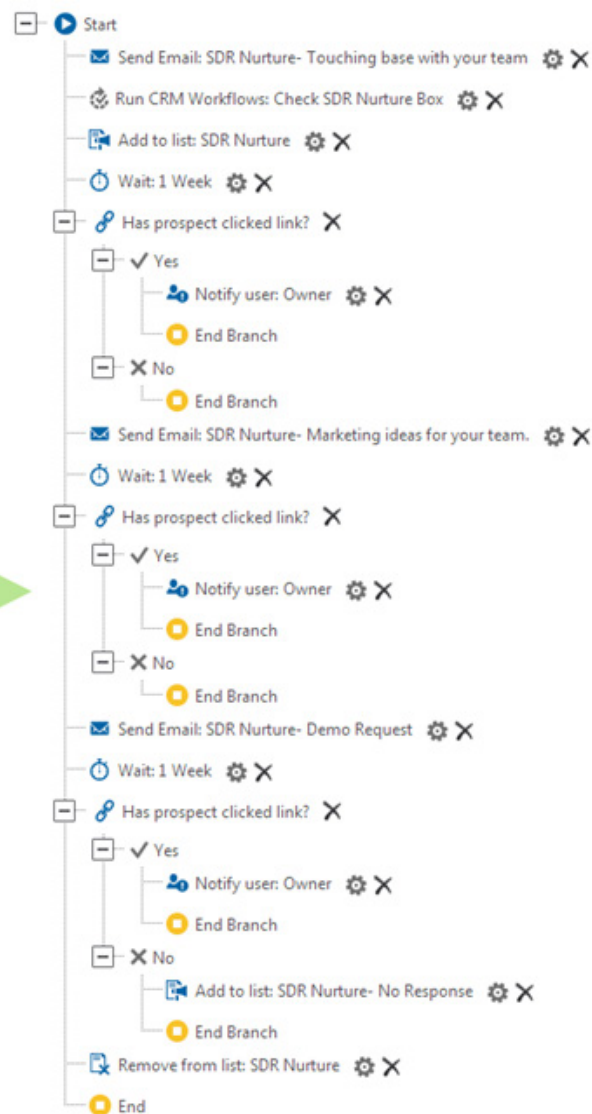 Start
Send Email: SDR Nurture- Touching base with your team
Run CRM Workflows: Check SDR Nurture Box
Add to list: SDR Nurture
Wait: 1 Week
Has prospect clicked link?
Yes
Notify user: Owner
End Branch
No
End Branch
Send Email: SDR Nurture- Marketing ideas for your team.
Wait: 1 Week
Has prospect clicked link?
Yes
Notify user: Owner
End Branch
No
End Branch
Send Email: SDR Nurture- Demo Request
Wait: 1 Week
Has prospect clicked link?
Yes
Notify user: Owner
End Branch
No
Add to list: SDR Nurture- No Response
End Branch
Remove from list: SDR Nurture
End